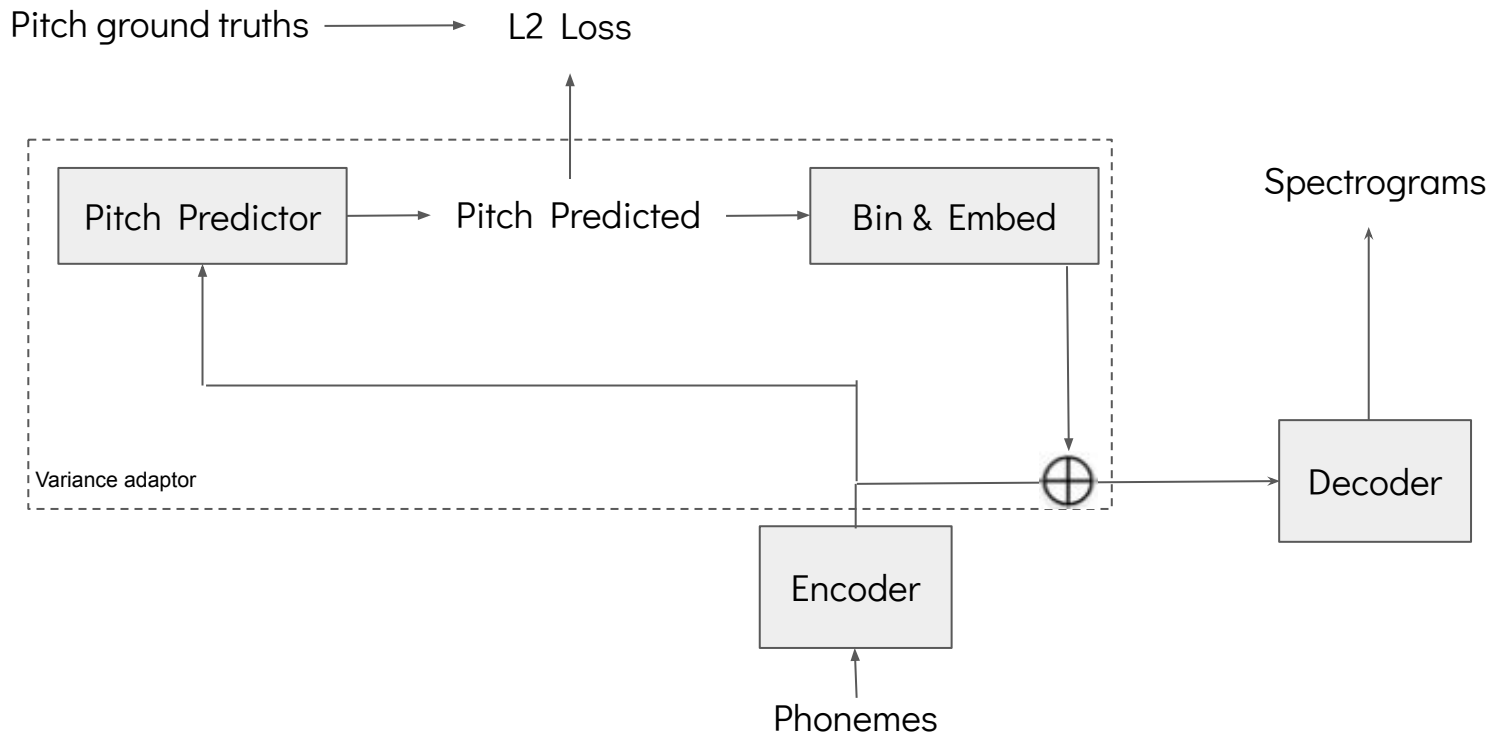 Pitch ground truths
L2 Loss
Spectrograms
Pitch Predictor
Pitch Predicted
Bin & Embed
Variance adaptor
Decoder
Encoder
Phonemes